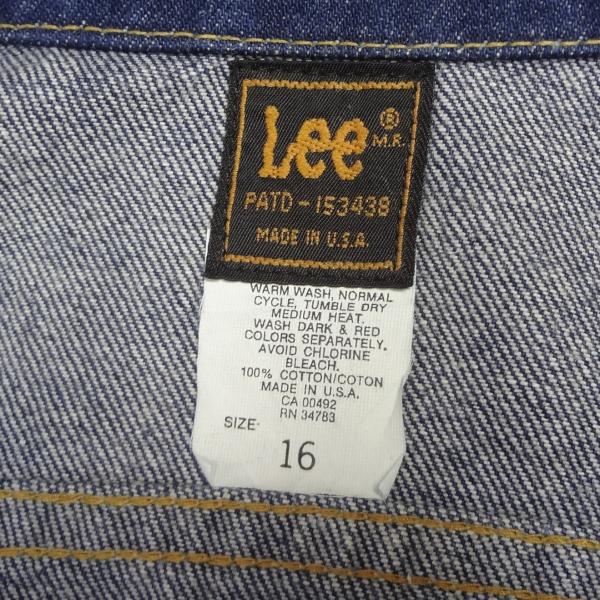 Lee ® M.R.
PATD-153438
MADE IN U.S.A.
WARM WASH, NORMAL
CYCLE, TUMBLE DRY
MEDIUM HEAT.
WASH DARK & RED
COLORS SEPARATELY.
AVOID CHLORINE
BLEACH.
100% COTTON/COTON
MADE IN U.S.A.
CA 00492
RN 34783
SIZE: 16